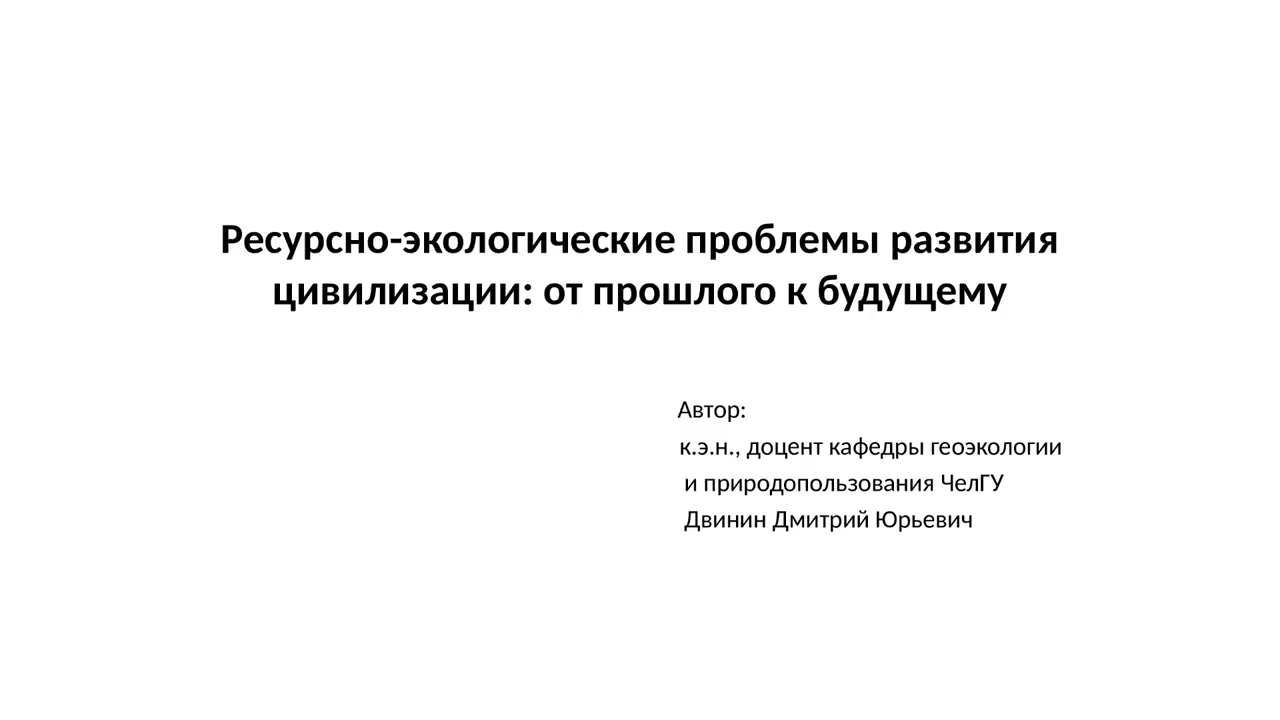 Ресурсно-экологические проблемы развития
цивилизации: от прошлого к будущему
Автор:
к.э.н., доцент кафедры геоэкологии
и природопользования ЧелГУ
Двинин Дмитрий Юрьевич